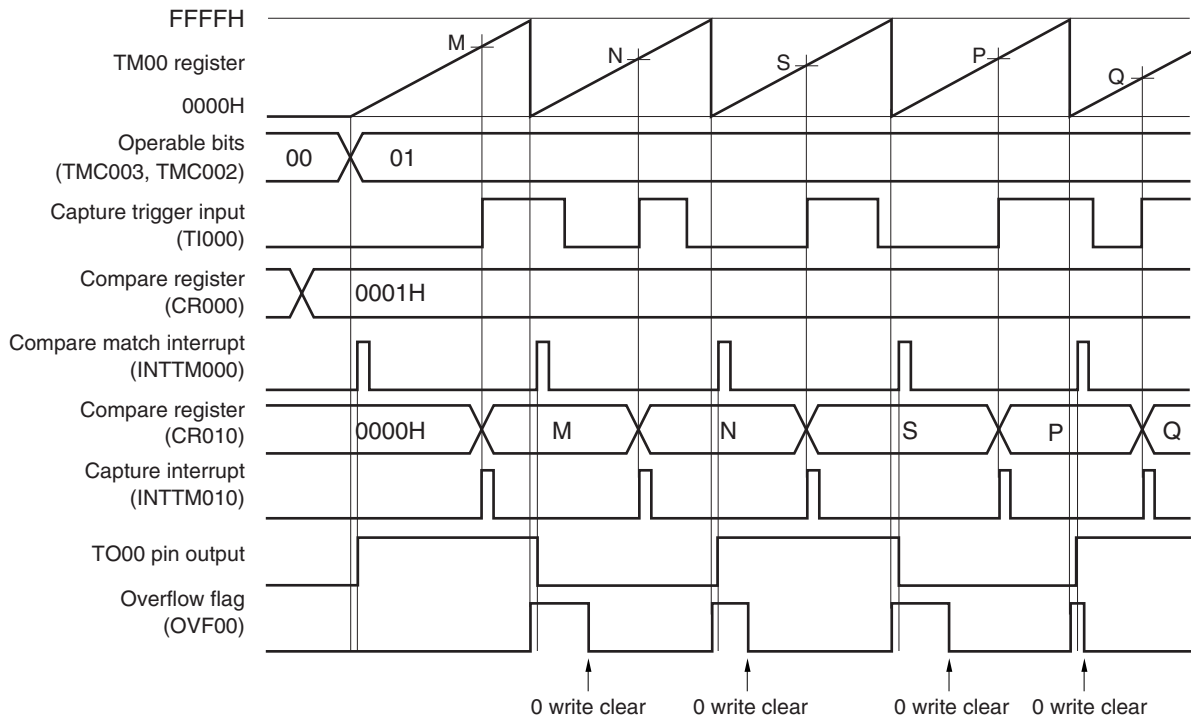 FFFFH
TM00 register
0000H
M
N
S
P
Q
Operable bits
(TMC003, TMC002)
00
01
Capture trigger input
(TI000)
Compare register
(CR000)
0001H
Compare match interrupt
(INTTM000)
Compare register
(CR010)
0000H
M
N
S
P
Q
Capture interrupt
(INTTM010)
TO00 pin output
Overflow flag
(OVF00)
0 write clear
0 write clear
0 write clear
0 write clear